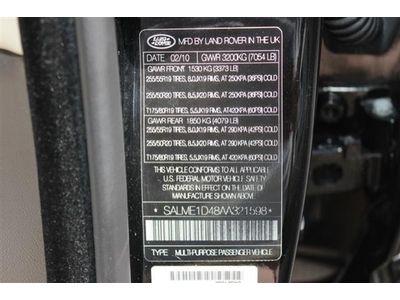 LAND ROVER MFD BY LAND ROVER IN THE UK
DATE 02/10 GVWR 3200KG (7054 LB)
GAWR FRONT 1530 KG (3373 LB)
255/55R19 TIRES, 8.0JX19 RIMS, AT 250KPA (36PSI) COLD
255/50R20 TIRES, 8.5JX20 RIMS, AT 250 KPA (36PSI) COLD
T175/80R19 TIRES, 5.5JX19 RIMS, AT 420 KPA (60PSI) COLD
GAWR REAR 1850 KG (4079 LB)
255/55R19 TIRES, 8.0JX19 RIMS, AT 290 KPA (42PSI) COLD
255/50R20 TIRES, 8.5JX20 RIMS, AT 290 KPA (42PSI) COLD
T175/80R19 TIRES, 5.5JX19 RIMS, AT 420 KPA (60PSI) COLD
THIS VEHICLE CONFORMS TO ALL
APPLICABLE FEDERAL MOTOR VEHICLE
SAFETY STANDARDS
THEFT PREVENTION STANDARDS
IN EFFECT ON THE DATE OF
MANUFACTURE SHOWN ABOVE
*SALME1D48AA321598*
TYPE MULTI-PURPOSE PASSENGER VEHICLE